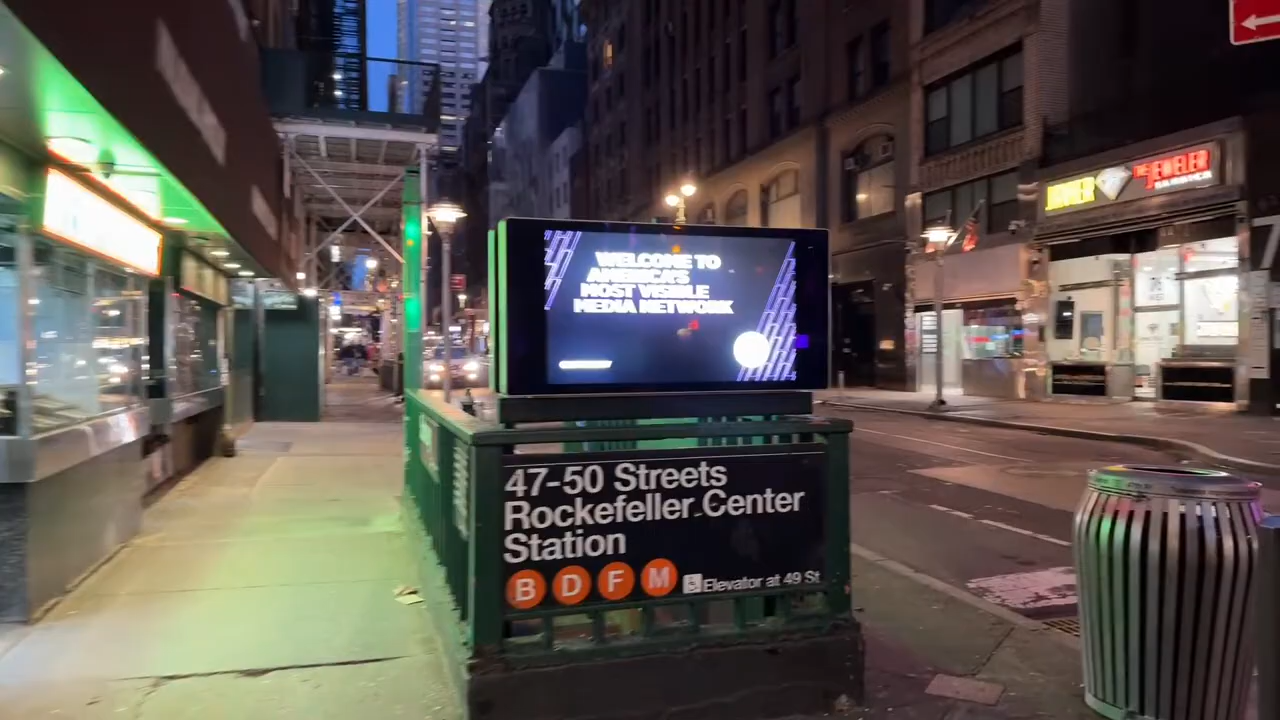 WELCOME TO
AMERICA'S
MOST VISIBLE
MEDIA NETWORK
THE JEWELER
47-50 Streets
Rockefeller Center
Station
B D F M Elevator at 49 St